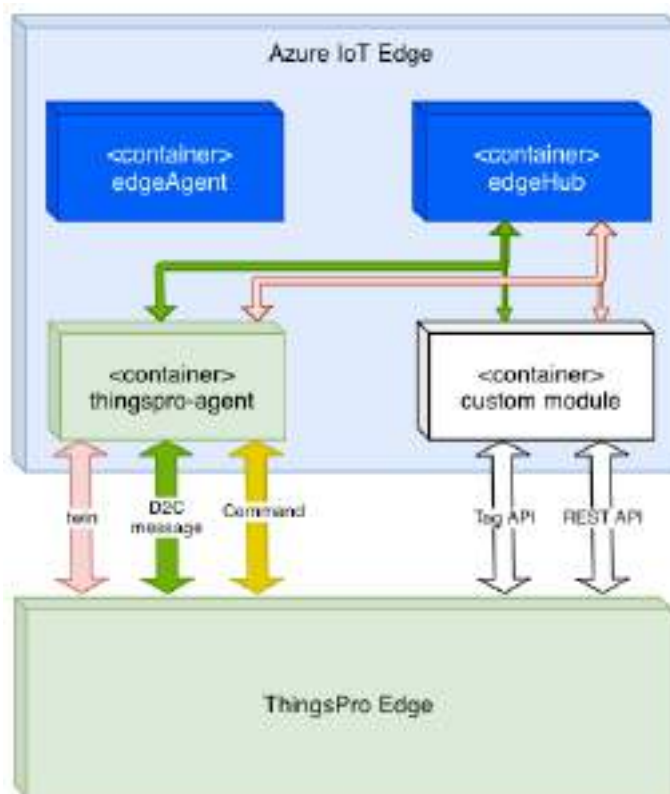 Azure IoT Edge
<container>
edgeAgent
<container>
edgeHub
<container>
thingspro-agent
<container>
custom module
twin
D2C
message
Command
Tag API
REST API
ThingsPro Edge